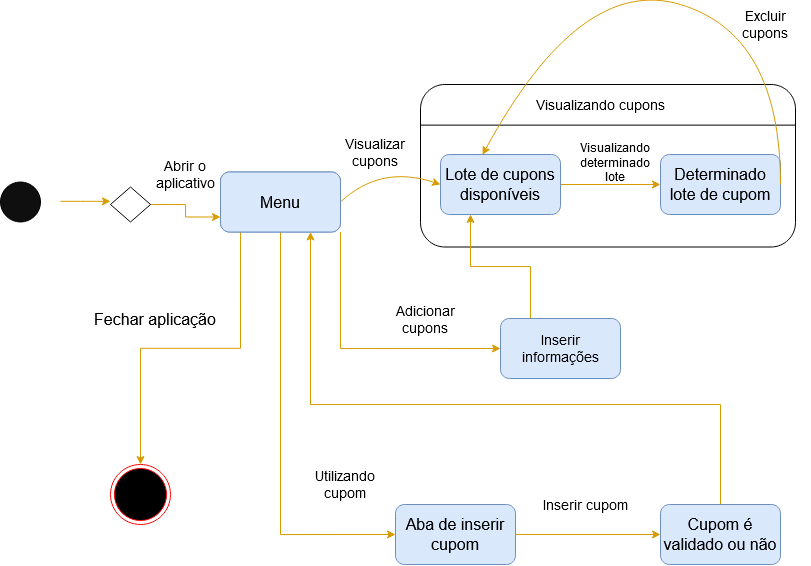 Excluir
cupons
Visualizando cupons
Visualizar
cupons
Abrir o
aplicativo
Visualizando
determinado
lote
Menu
Lote de cupons
disponíveis
Determinado
lote de cupom
Fechar aplicação
Adicionar
cupons
Inserir
informações
Utilizando
cupom
Aba de inserir
cupom
Inserir cupom
Cupom é
validado ou não